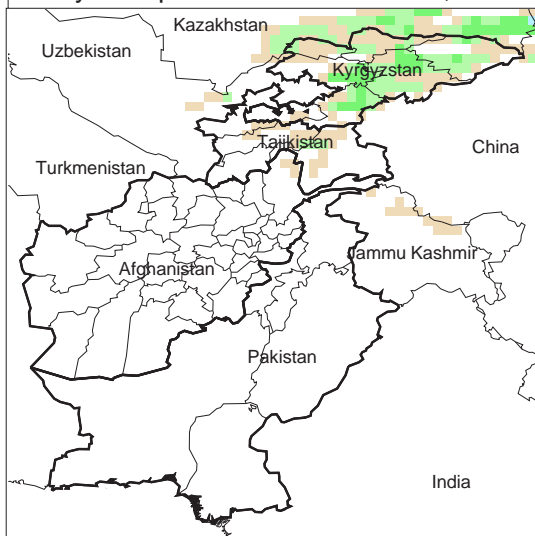 Kazakhstan
Uzbekistan
Kyrgyzstan
Tajikistan
China
Turkmenistan
Jammu Kashmir
Afghanistan
Pakistan
India